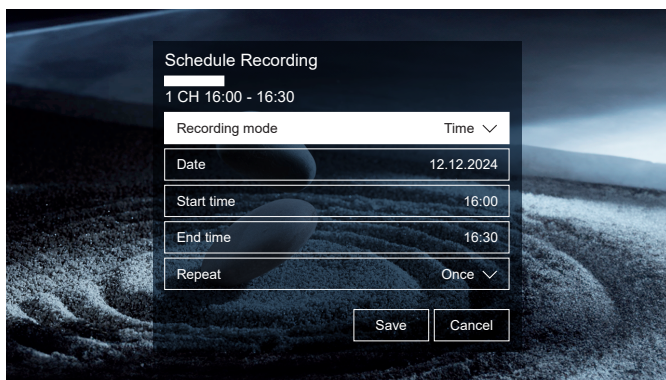 Schedule Recording
1 CH 16:00 - 16:30
Recording mode Time
Date 12.12.2024
Start time 16:00
End time 16:30
Repeat Once
Save Cancel